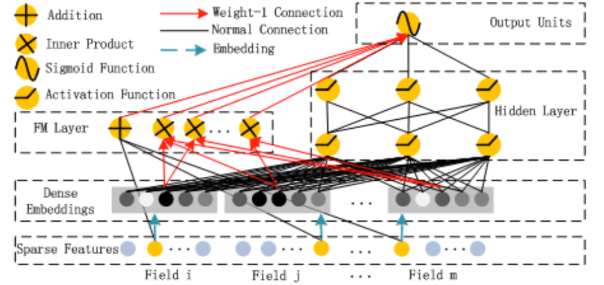 Addition
Inner Product
Sigmoid Function
Activation Function
Weight-1 Connection
Normal Connection
Embedding
Output Units
Hidden Layer
FM Layer
...
Dense
Embeddings
...
Sparse Features
... ... ... ...
Field i Field j ... Field m